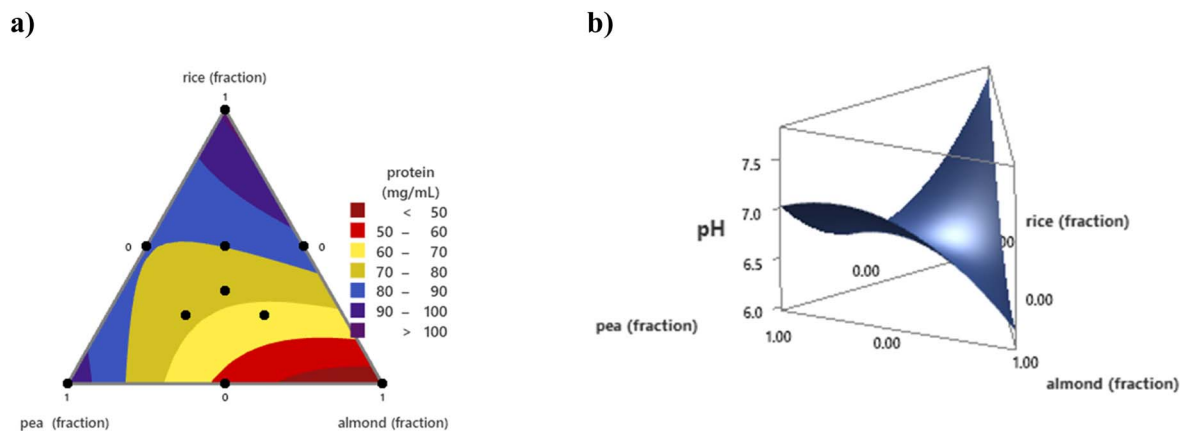 a)
rice (fraction)
1
protein
(mg/mL)
< 50
50 – 60
60 – 70
70 – 80
80 – 90
90 – 100
> 100
0
0
1
0
1
pea (fraction)
almond (fraction)
b)
7.5
7.0
pH
6.5
6.0
rice (fraction)
00
0.00
0.00
pea (fraction)
1.00
0.00
1.00
almond (fraction)